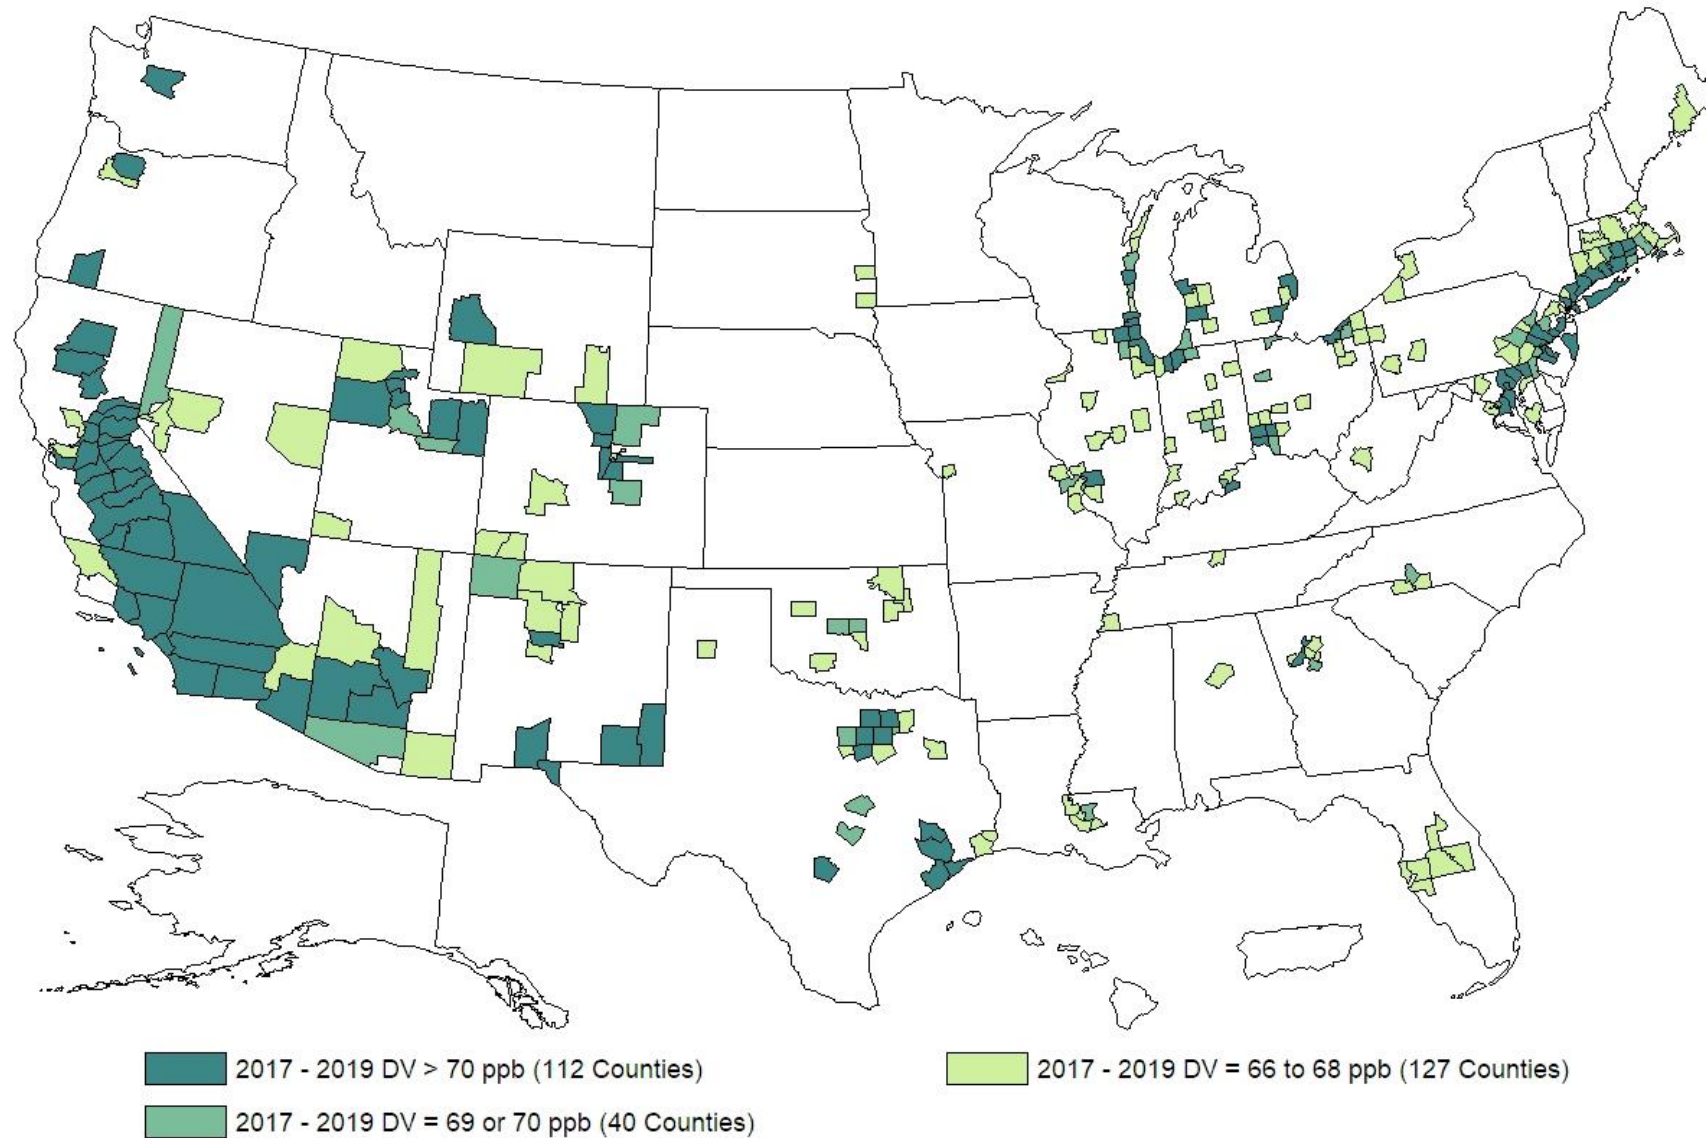 2017 - 2019 DV > 70 ppb (112 Counties)
2017 - 2019 DV = 66 to 68 ppb (127 Counties)
2017 - 2019 DV = 69 or 70 ppb (40 Counties)